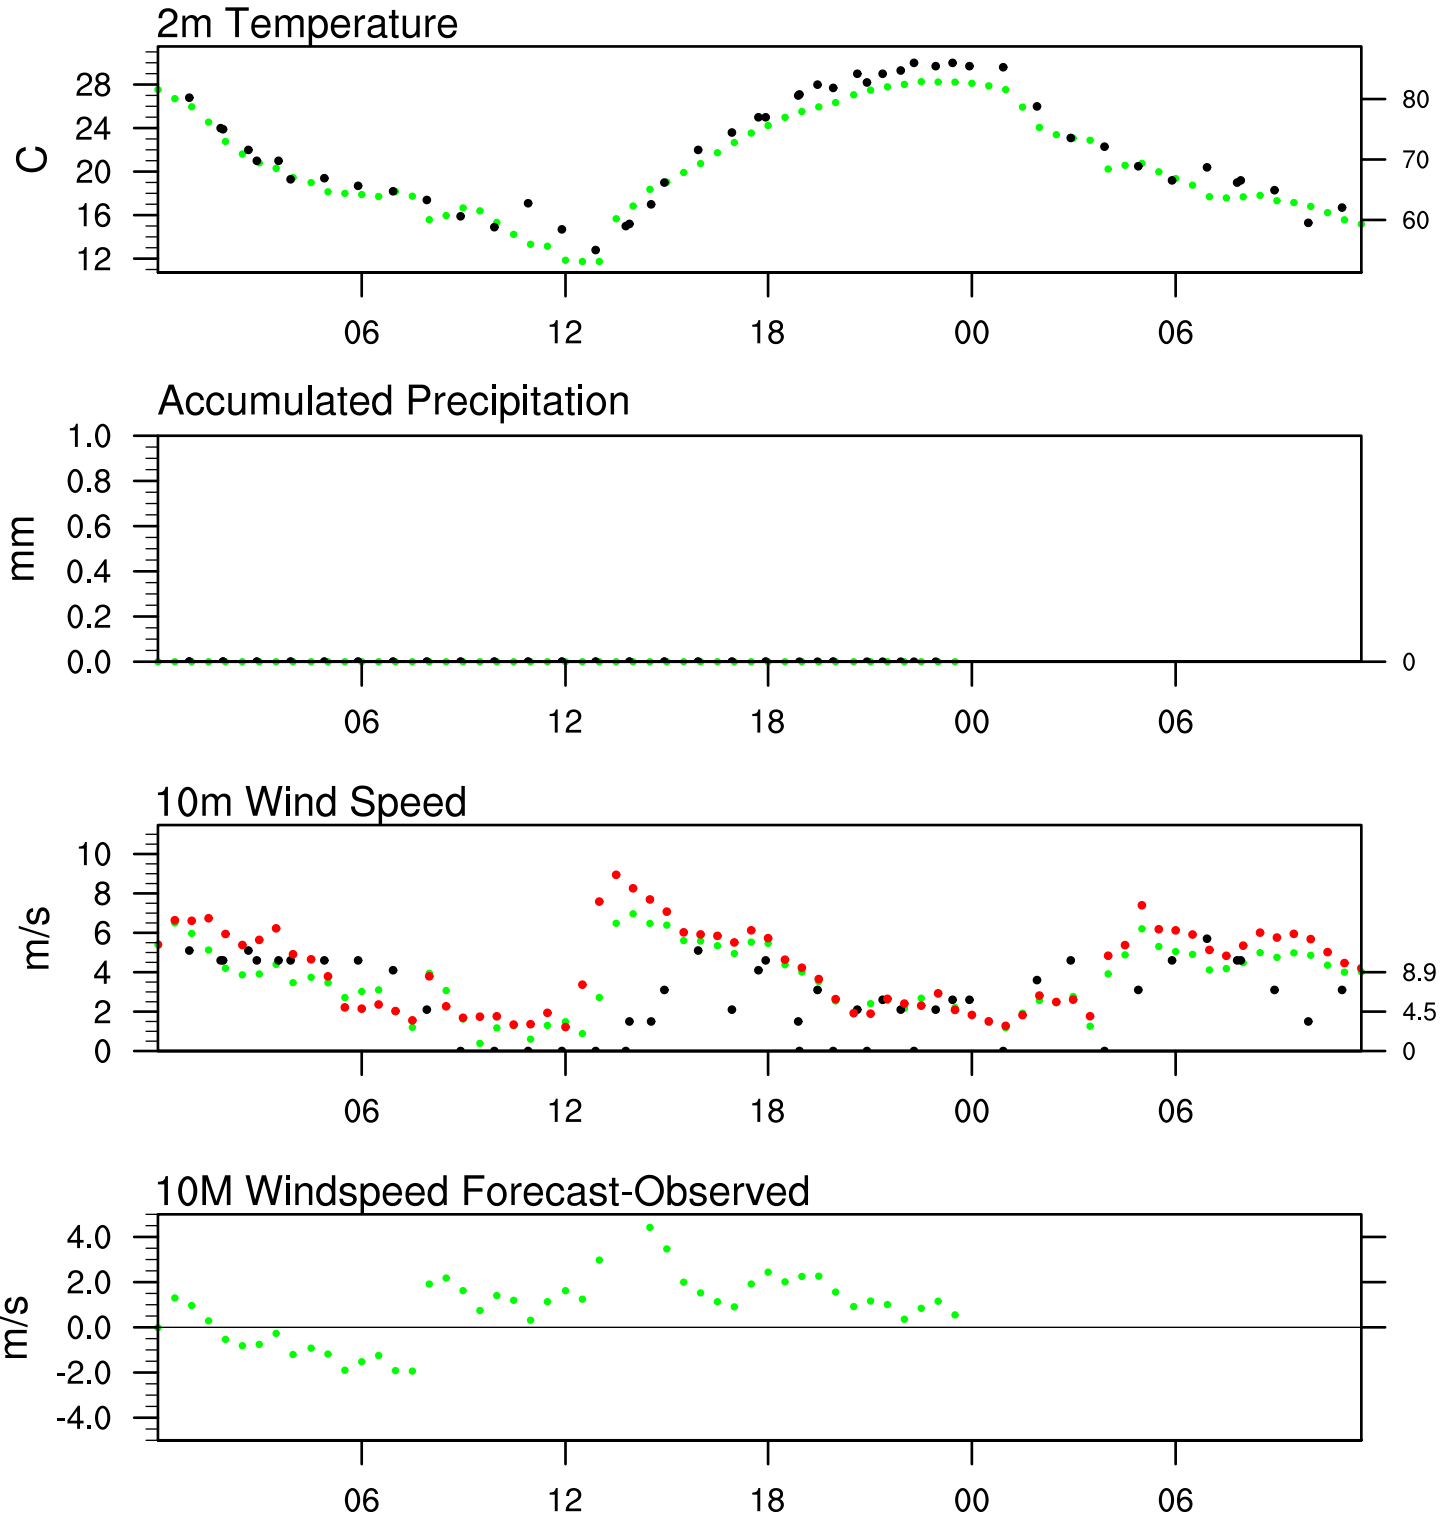 2m Temperature
28
24
20
16
12
C
80
70
60
06 12 18 00 06
Accumulated Precipitation
1.0
0.8
0.6
0.4
0.2
0.0
mm
0
06 12 18 00 06
10m Wind Speed
10
8
6
4
2
0
m/s
8.9
4.5
0
06 12 18 00 06
10M Windspeed Forecast-Observed
4.0
2.0
0.0
-2.0
-4.0
m/s
06 12 18 00 06